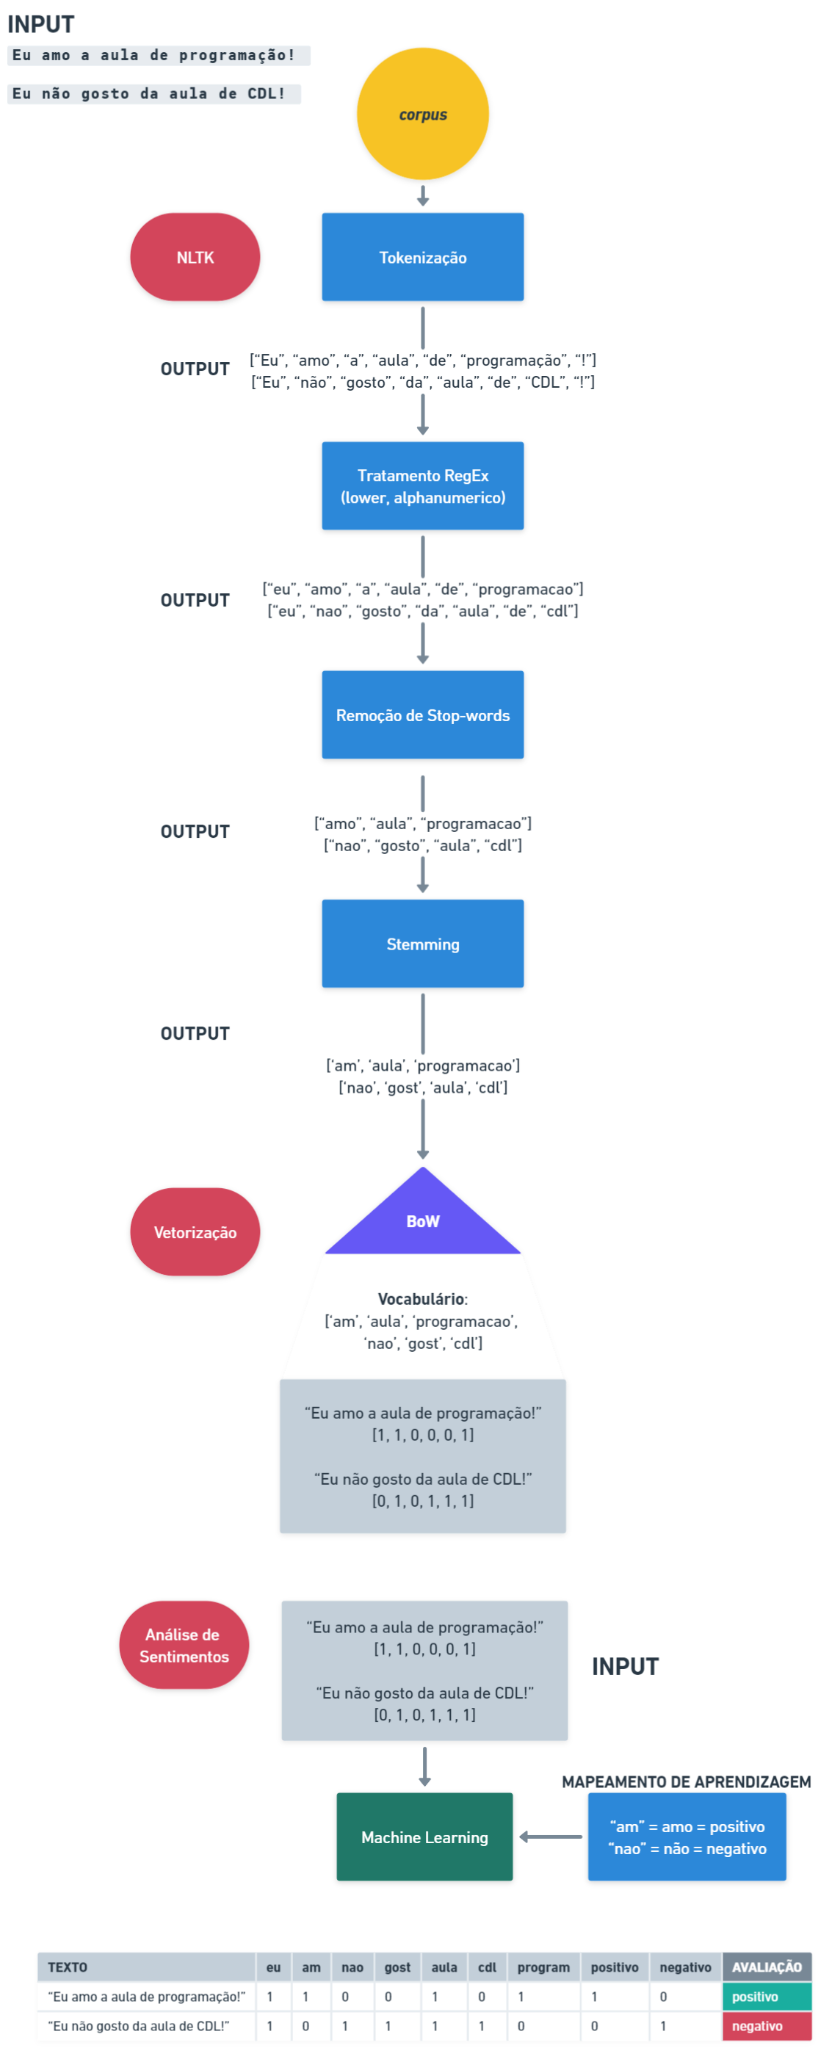 INPUT
Eu amo a aula de programação!
Eu não gosto da aula de CDL!
corpus
NLTK
Tokenização
OUTPUT
[“Eu”, “amo”, “a”, “aula”, “de”, “programação”, “!”]
[“Eu”, “não”, “gosto”, “da”, “aula”, “de”, “CDL”, “!”]
Tratamento RegEx
(lower, alphanumerico)
OUTPUT
[“eu”, “amo”, “a”, “aula”, “de”, “programacao”]
[“eu”, “nao”, “gosto”, “da”, “aula”, “de”, “cdl”]
Remoção de Stop-words
OUTPUT
[“amo”, “aula”, “programacao”]
[“nao”, “gosto”, “aula”, “cdl”]
Stemming
OUTPUT
[‘am’, ‘aula’, ‘programacao’]
[‘nao’, ‘gost’, ‘aula’, ‘cdl’]
BoW
Vetorização
Vocabulário:
[‘am’, ‘aula’, ‘programacao’,
‘nao’, ‘gost’, ‘cdl’]
“Eu amo a aula de programação!”
[1, 1, 0, 0, 0, 1]
“Eu não gosto da aula de CDL!”
[0, 1, 0, 1, 1, 1]
Análise de
Sentimentos
“Eu amo a aula de programação!”
[1, 1, 0, 0, 0, 1]
“Eu não gosto da aula de CDL!”
[0, 1, 0, 1, 1, 1]
INPUT
MAPEAMENTO DE APRENDIZAGEM
Machine Learning
“am” = amo = positivo
“nao” = não = negativo
TEXTO eu am nao gost aula cdl program positivo negativo AVALIAÇÃO
“Eu amo a aula de programação!” 1 1 0 0 1 0 1 1 0 positivo
“Eu não gosto da aula de CDL!” 1 0 1 1 1 1 0 0 1 negativo